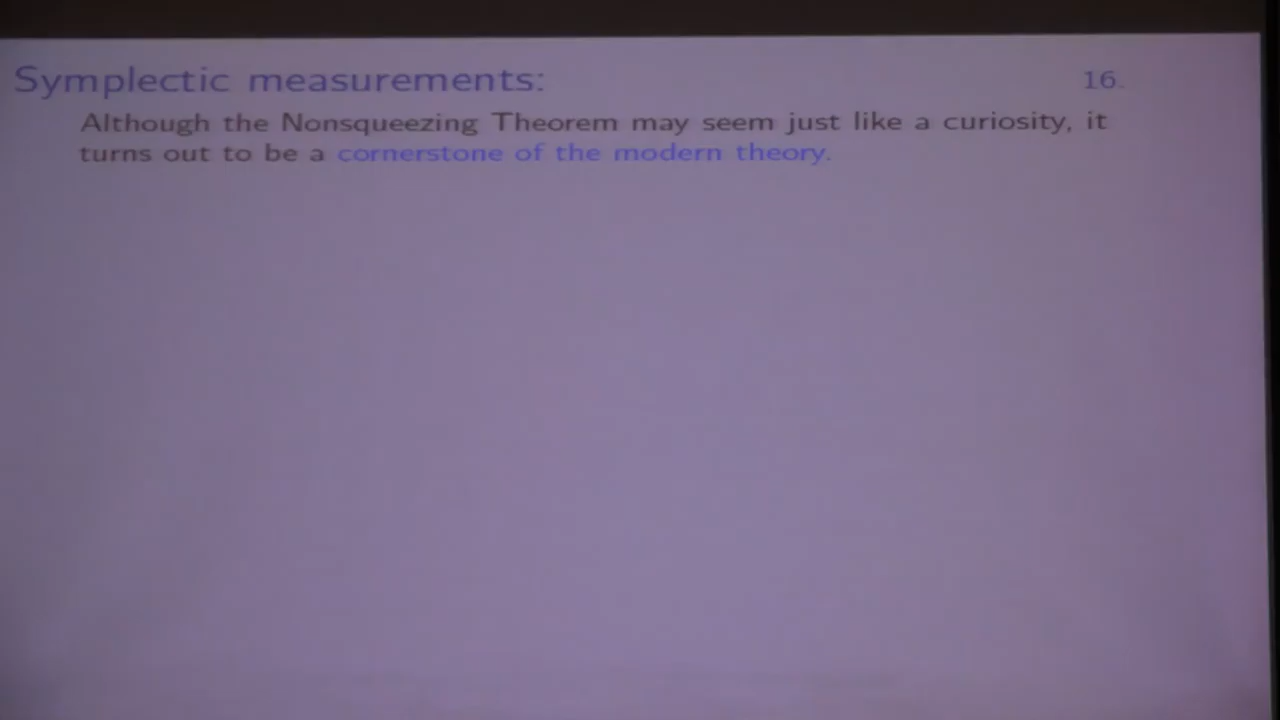 Symplectic measurements:
16.
Although the Nonsqueezing Theorem may seem just like a curiosity, it
turns out to be a cornerstone of the modern theory.